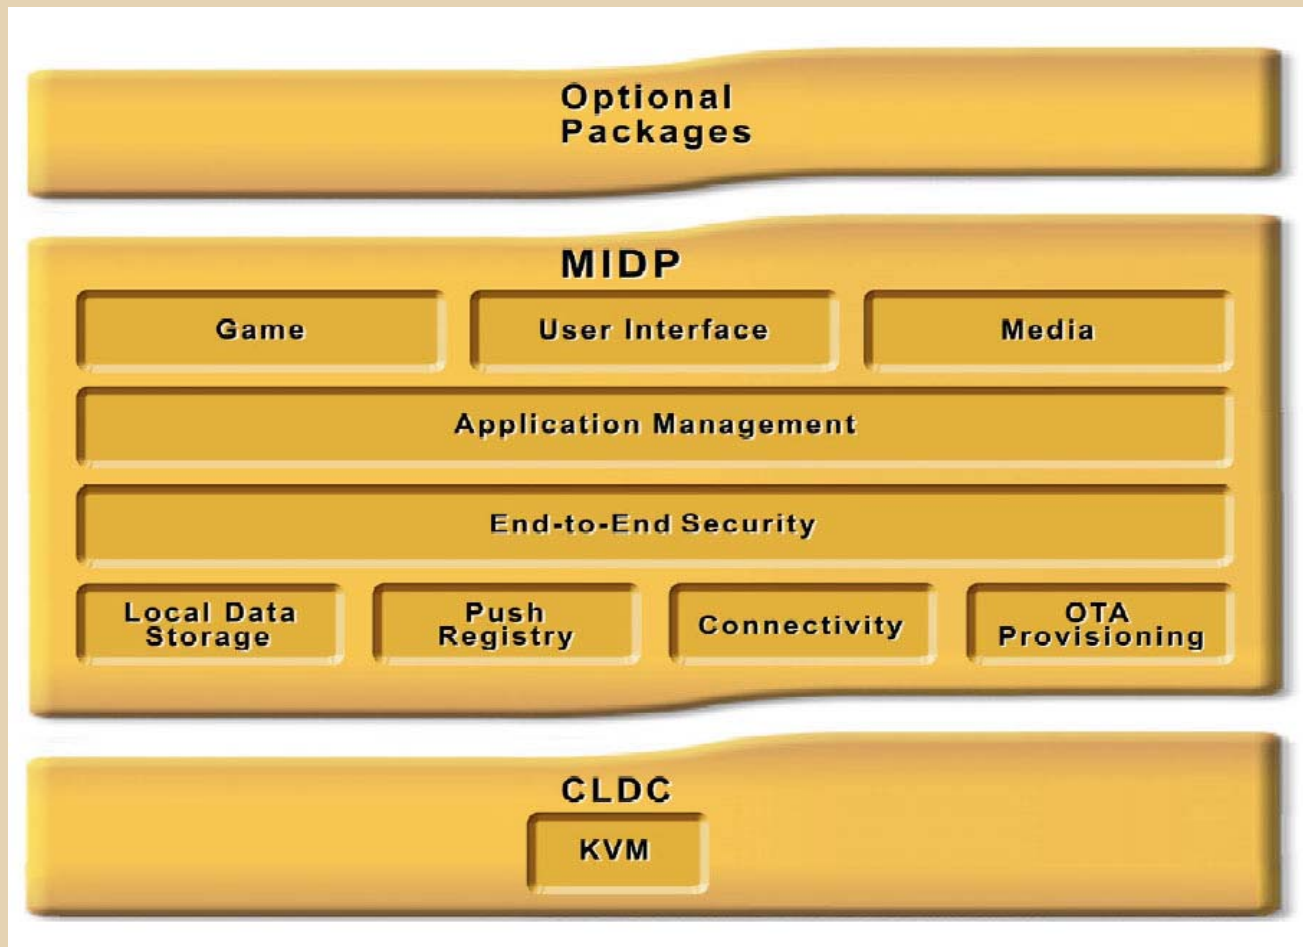 Optional
Packages
MIDP
Game
User Interface
Media
Application Management
End-to-End Security
Local Data
Storage
Push
Registry
Connectivity
OTA
Provisioning
CLDC
KVM